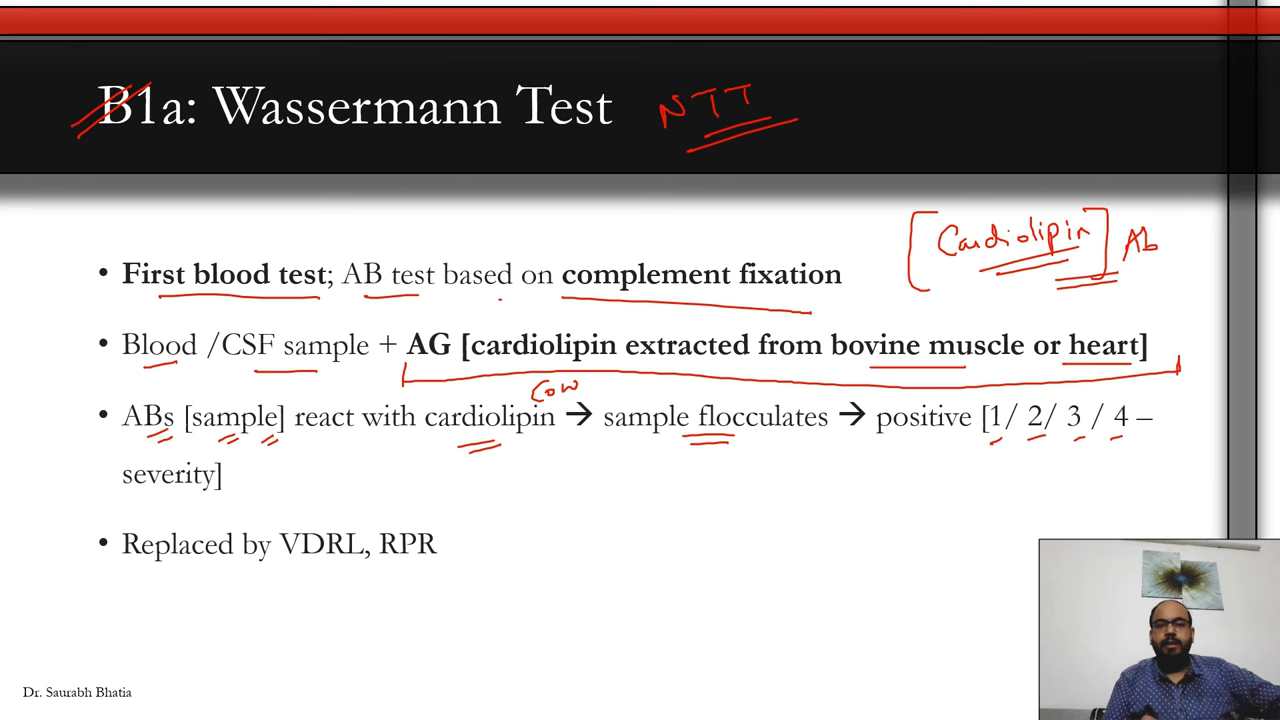 B1a: Wassermann Test NTT
[Cardiolipin] Ab
• First blood test; AB test based on complement fixation
• Blood /CSF sample + AG [cardiolipin extracted from bovine muscle or heart]
Cow
• ABs [sample] react with cardiolipin → sample flocculates → positive [1/ 2/ 3 / 4 –
severity]
• Replaced by VDRL, RPR
Dr. Saurabh Bhatia